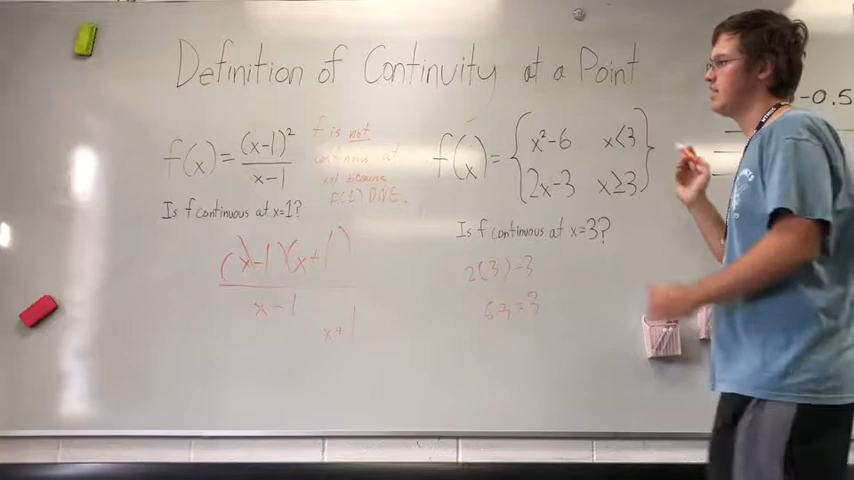 Definition of Continuity at a Point
f(x) = (x-1)² / x-1
f is not
continuous at
because
f(1) DNE.
Is f continuous at x=1?
(x-1)(x+1)
x-1
x+1
f(x) = { x²-6 x<3 }
2x-3 x≥3
Is f continuous at x=3?
2(3)-3
6-3=3
-0.5